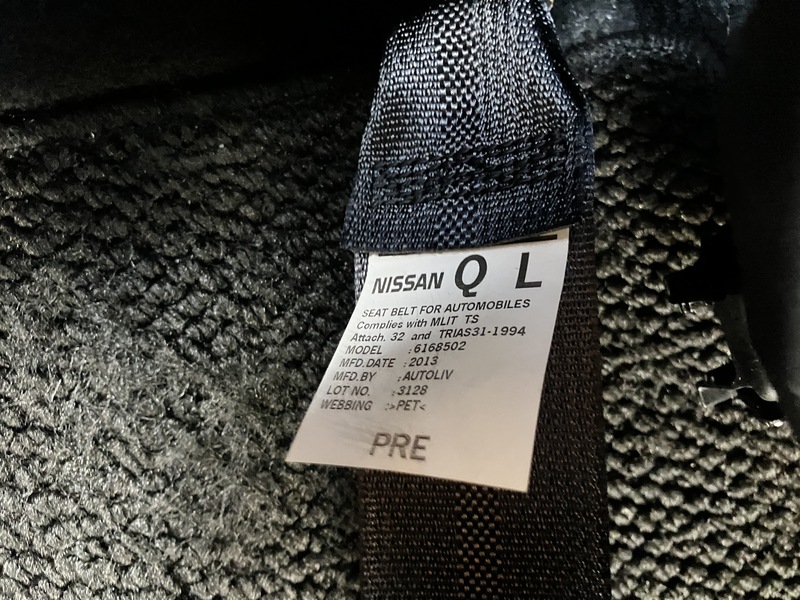 NISSAN Q L
SEAT BELT FOR AUTOMOBILES
Complies with MLIT TS
Attach. 32 and TRIAS31-1994
MODEL :6168502
MFD.DATE :2013
MFD.BY :AUTOLIV
LOT NO. :3128
WEBBING :>PET<
PRE